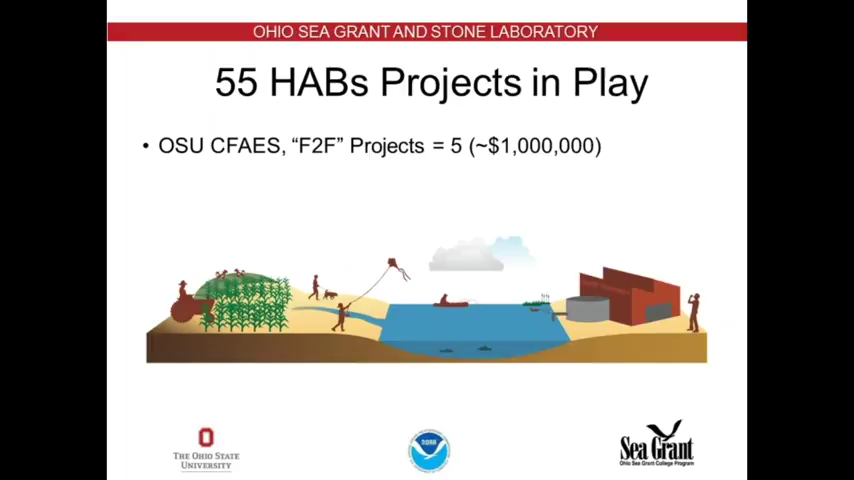 OHIO SEA GRANT AND STONE LABORATORY
55 HABs Projects in Play
• OSU CFAES, “F2F” Projects = 5 (~$1,000,000)
THE OHIO STATE
UNIVERSITY
NOAA
Sea Grant
Ohio Sea Grant College Program